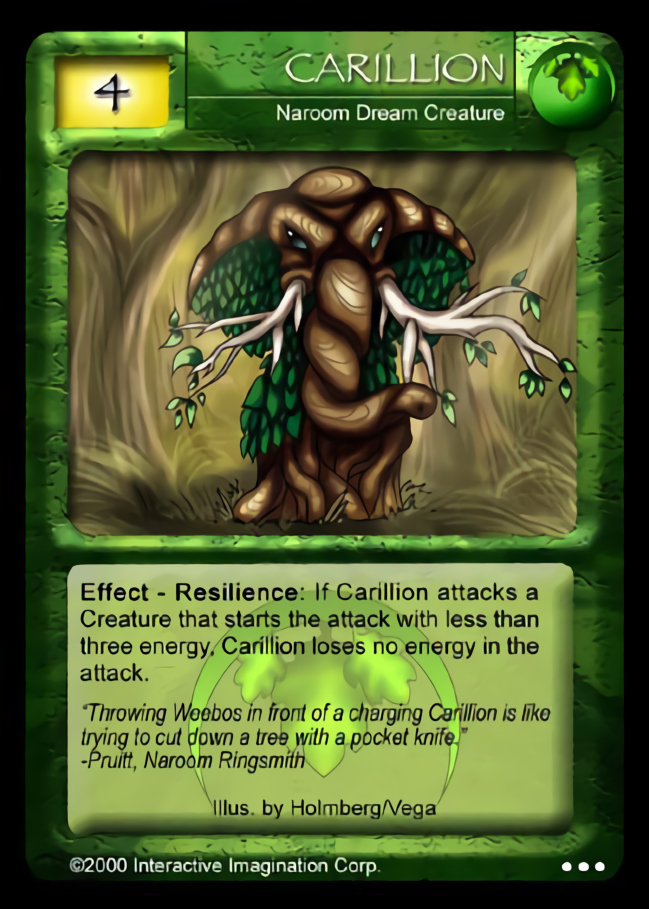 4
CARILLION
Naroom Dream Creature
Effect - Resilience: If Carillion attacks a
Creature that starts the attack with less than
three energy, Carillion loses no energy in the
attack.
"Throwing Weebos in front of a charging Carillion is like
trying to cut down a tree with a pocket knife."
-Pruitt, Naroom Ringsmith
Illus. by Holmberg/Vega
©2000 Interactive Imagination Corp.